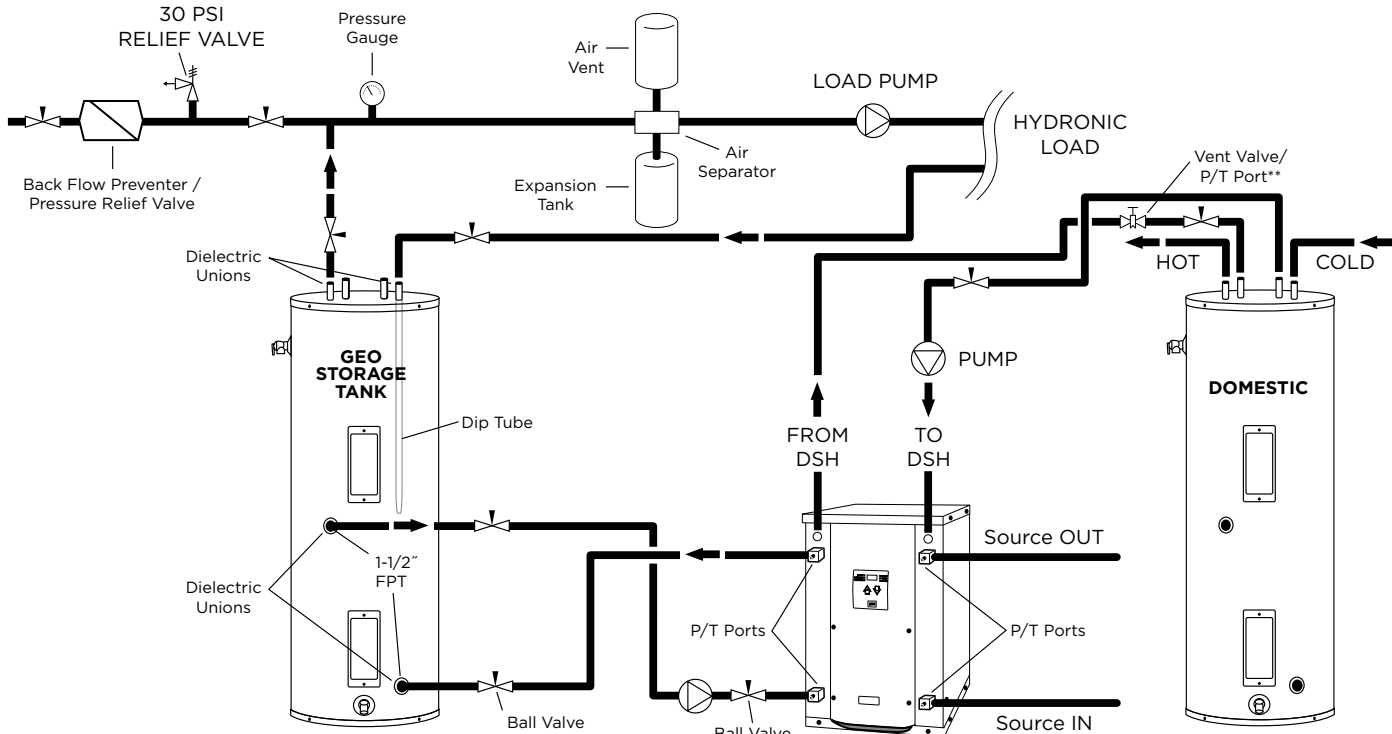 30 PSI
RELIEF VALVE
Pressure
Gauge
Air
Vent
LOAD PUMP
HYDRONIC
LOAD
Vent Valve/
P/T Port**
Back Flow Preventer /
Pressure Relief Valve
Expansion
Tank
Air
Separator
Dielectric
Unions
HOT
COLD
GEO
STORAGE
TANK
PUMP
DOMESTIC
Dip Tube
FROM
DSH
TO
DSH
Source OUT
1-1/2″
FPT
Dielectric
Unions
P/T Ports
P/T Ports
Ball Valve
Ball Valve
Source IN